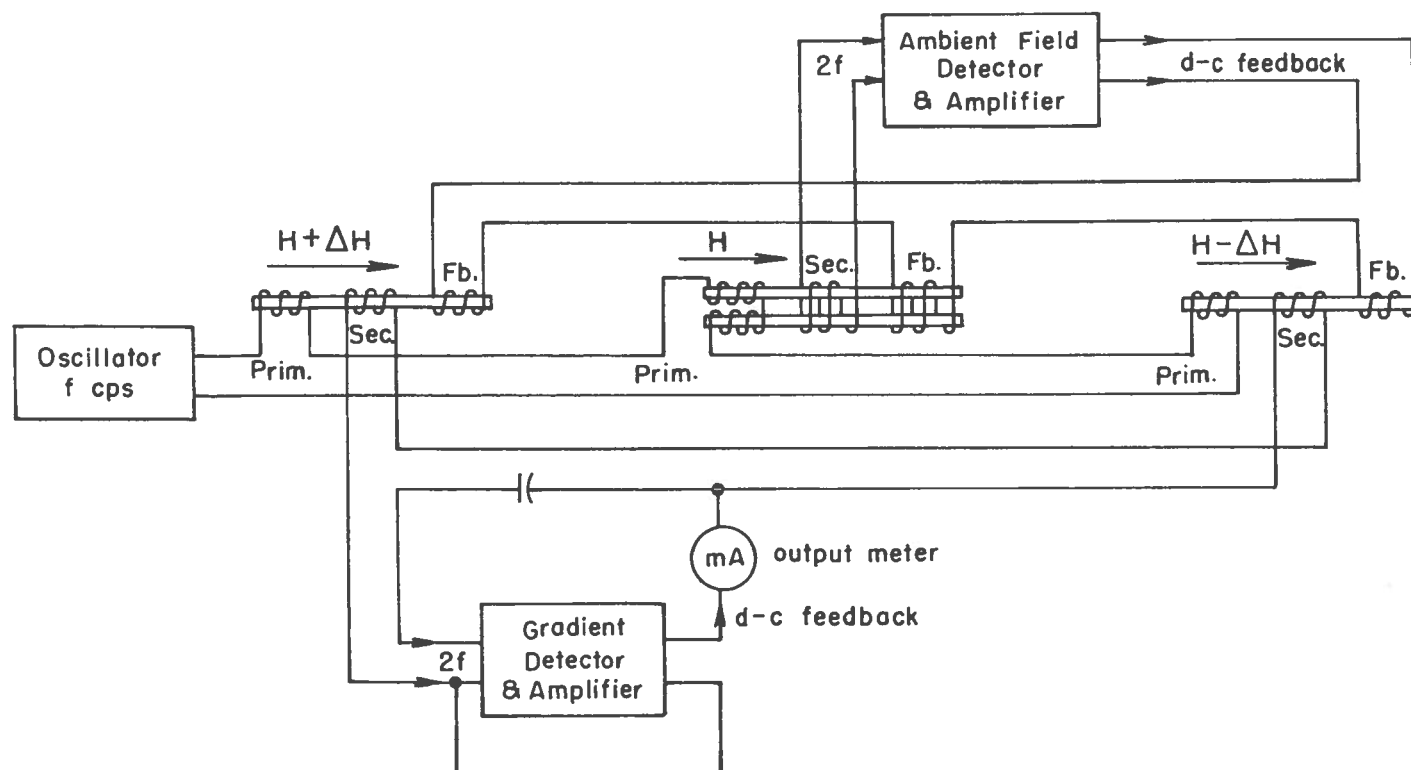 Ambient Field
Detector
& Amplifier
2f
d-c feedback
H+ΔH
Fb.
H
Sec.
Fb.
H-ΔH
Fb.
Oscillator
f cps
Prim.
Sec.
Prim.
Prim.
Sec.
mA
output meter
d-c feedback
Gradient
Detector
& Amplifier
2f